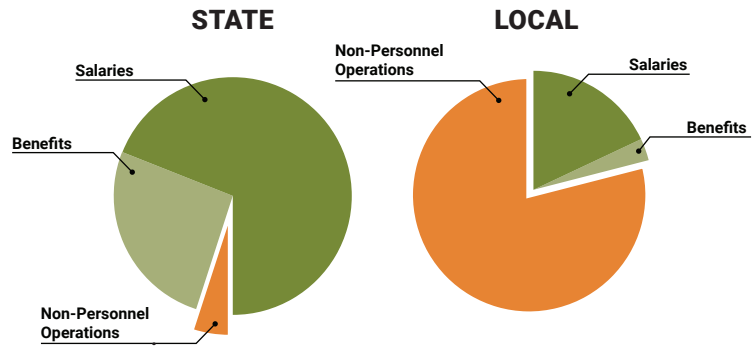 STATE
Salaries
Benefits
Non-Personnel
Operations
LOCAL
Non-Personnel
Operations
Salaries
Benefits